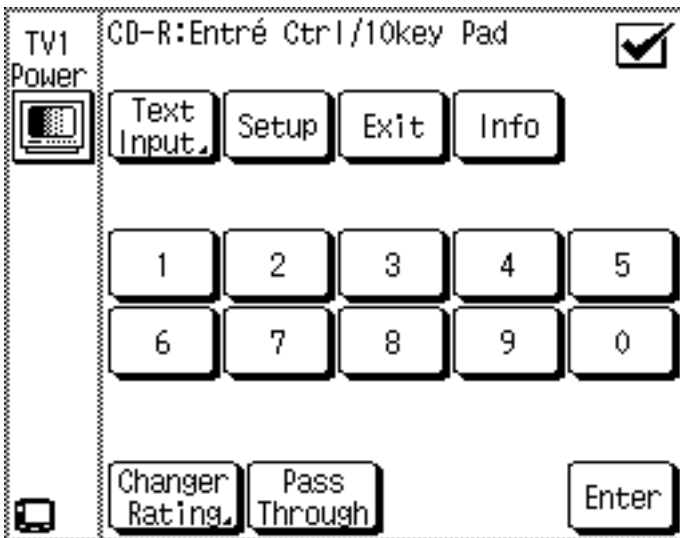 TV1
Power
CD-R:Entré Ctrl/10key Pad
Text
Input
Setup
Exit
Info
1
2
3
4
5
6
7
8
9
0
Changer
Rating
Pass
Through
Enter